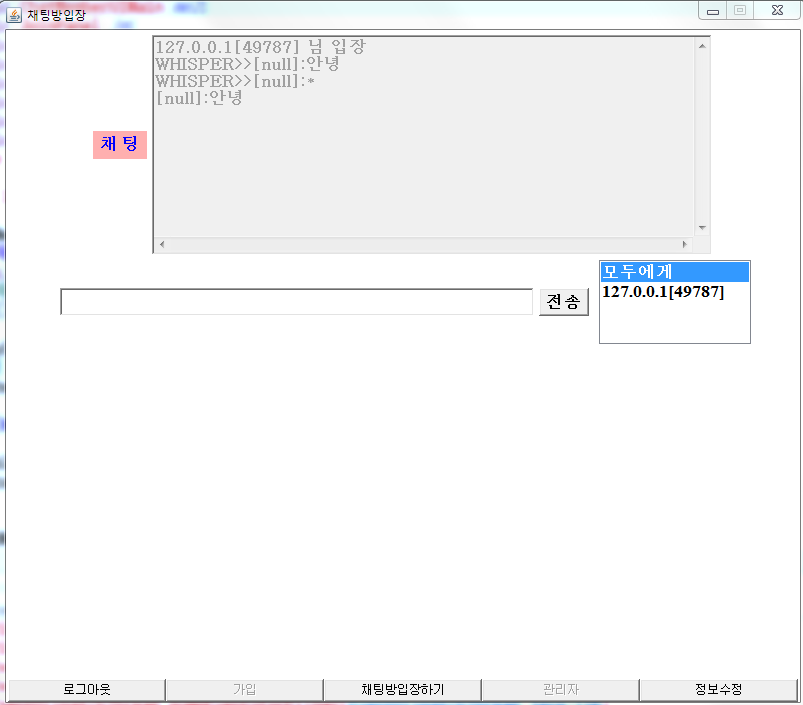 채팅방입장
127.0.0.1[49787] 님 입장
WHISPER>>[null]:안녕
WHISPER>>[null]:*
[null]:안녕
채 팅
전송
모두에게
127.0.0.1[49787]
로그아웃 가입 채팅방입장하기 관리자 정보수정